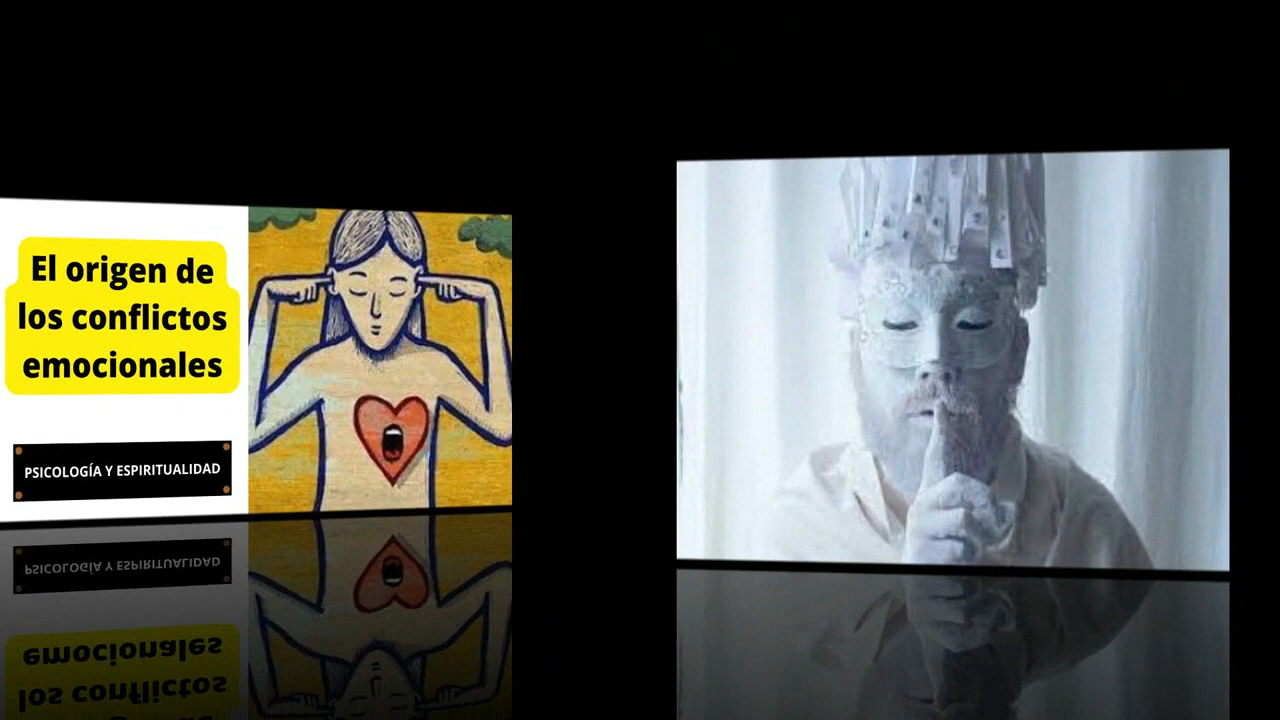 El origen de
los conflictos
emocionales
PSICOLOGÍA Y ESPIRITUALIDAD